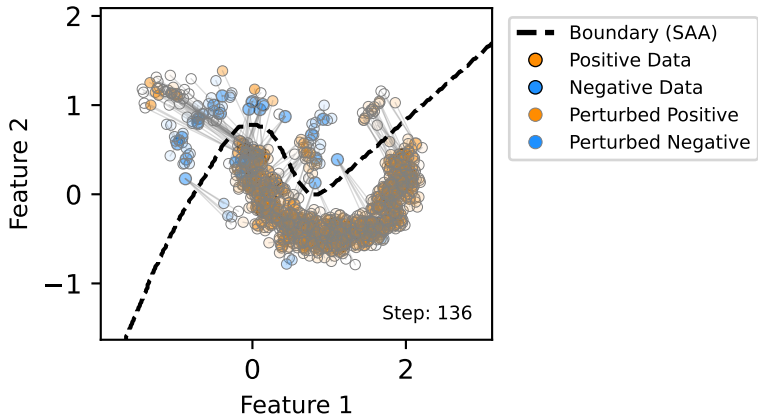 2
1
0
−1
Feature 2
0
2
Feature 1
Step: 136
Boundary (SAA)
Positive Data
Negative Data
Perturbed Positive
Perturbed Negative